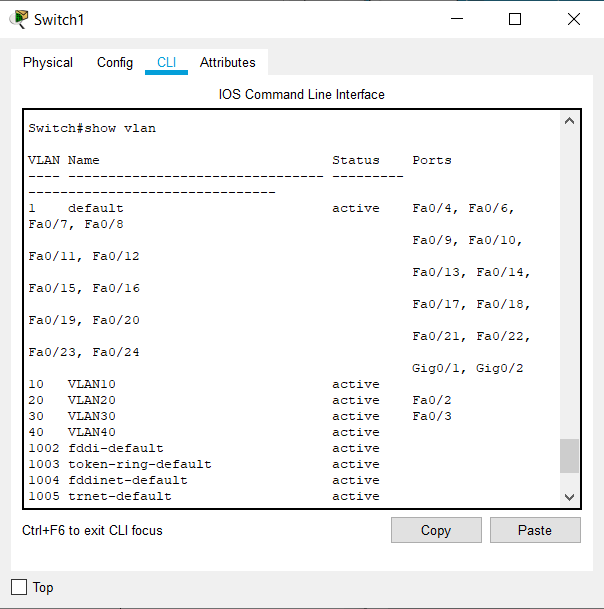 Switch1
Physical Config CLI Attributes
IOS Command Line Interface
Switch#show vlan
VLAN Name                             Status    Ports
---- -------------------------------- --------- -------------------------------
1    default                          active    Fa0/4, Fa0/6,
Fa0/7, Fa0/8
                                                Fa0/9, Fa0/10,
Fa0/11, Fa0/12
                                                Fa0/13, Fa0/14,
Fa0/15, Fa0/16
                                                Fa0/17, Fa0/18,
Fa0/19, Fa0/20
                                                Fa0/21, Fa0/22,
Fa0/23, Fa0/24
                                                Gig0/1, Gig0/2
10   VLAN10                           active
20   VLAN20                           active    Fa0/2
30   VLAN30                           active    Fa0/3
40   VLAN40                           active
1002 fddi-default                     active
1003 token-ring-default               active
1004 fddinet-default                  active
1005 trnet-default                    active
Ctrl+F6 to exit CLI focus Copy Paste
Top